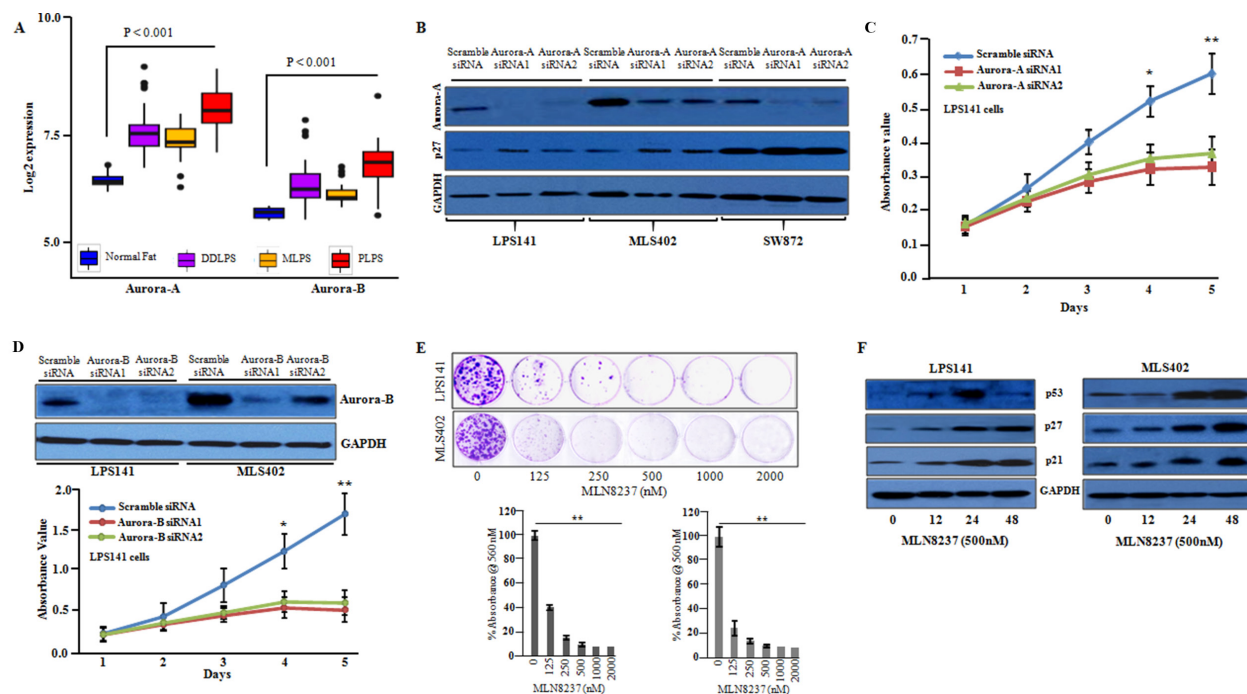 A
10.0
7.5
5.0
Log2 expression
P < 0.001
P < 0.001
Normal Fat
DDLPS
MLPS
PLPS
Aurora-A
Aurora-B
B
Scramble Aurora-A Aurora-A Scramble Aurora-A Aurora-A Scramble Aurora-A Aurora-A
siRNA siRNA1 siRNA2 siRNA siRNA1 siRNA2 siRNA siRNA1 siRNA2
Aurora-A
p27
GAPDH
LPS141
MLS402
SW872
C
0.7
0.6
0.5
0.4
0.3
0.2
0.1
0.0
Absorbance value
Scramble siRNA
Aurora-A siRNA1
Aurora-A siRNA2
LPS141 cells
*
**
1 2 3 4 5
Days
D
Scramble Aurora-B Aurora-B Scramble Aurora-B Aurora-B
siRNA siRNA1 siRNA2 siRNA siRNA1 siRNA2
Aurora-B
GAPDH
LPS141
MLS402
2.0
1.5
1.0
0.5
0.0
Absorbance Value
Scramble siRNA
Aurora-B siRNA1
Aurora-B siRNA2
LPS141 cells
*
**
1 2 3 4 5
Days
E
LPS141
MLS402
0 125 250 500 1000 2000
MLN8237 (nM)
120
100
80
60
40
20
0
% Absorbance @ 560 nM
**
0 125 250 500 1000 2000
MLN8237 (nM)
120
100
80
60
40
20
0
% Absorbance @ 560 nM
**
0 125 250 500 1000 2000
MLN8237 (nM)
F
LPS141
MLS402
p53
p27
p21
GAPDH
0 12 24 48
MLN8237 (500nM)
0 12 24 48
MLN8237 (500nM)